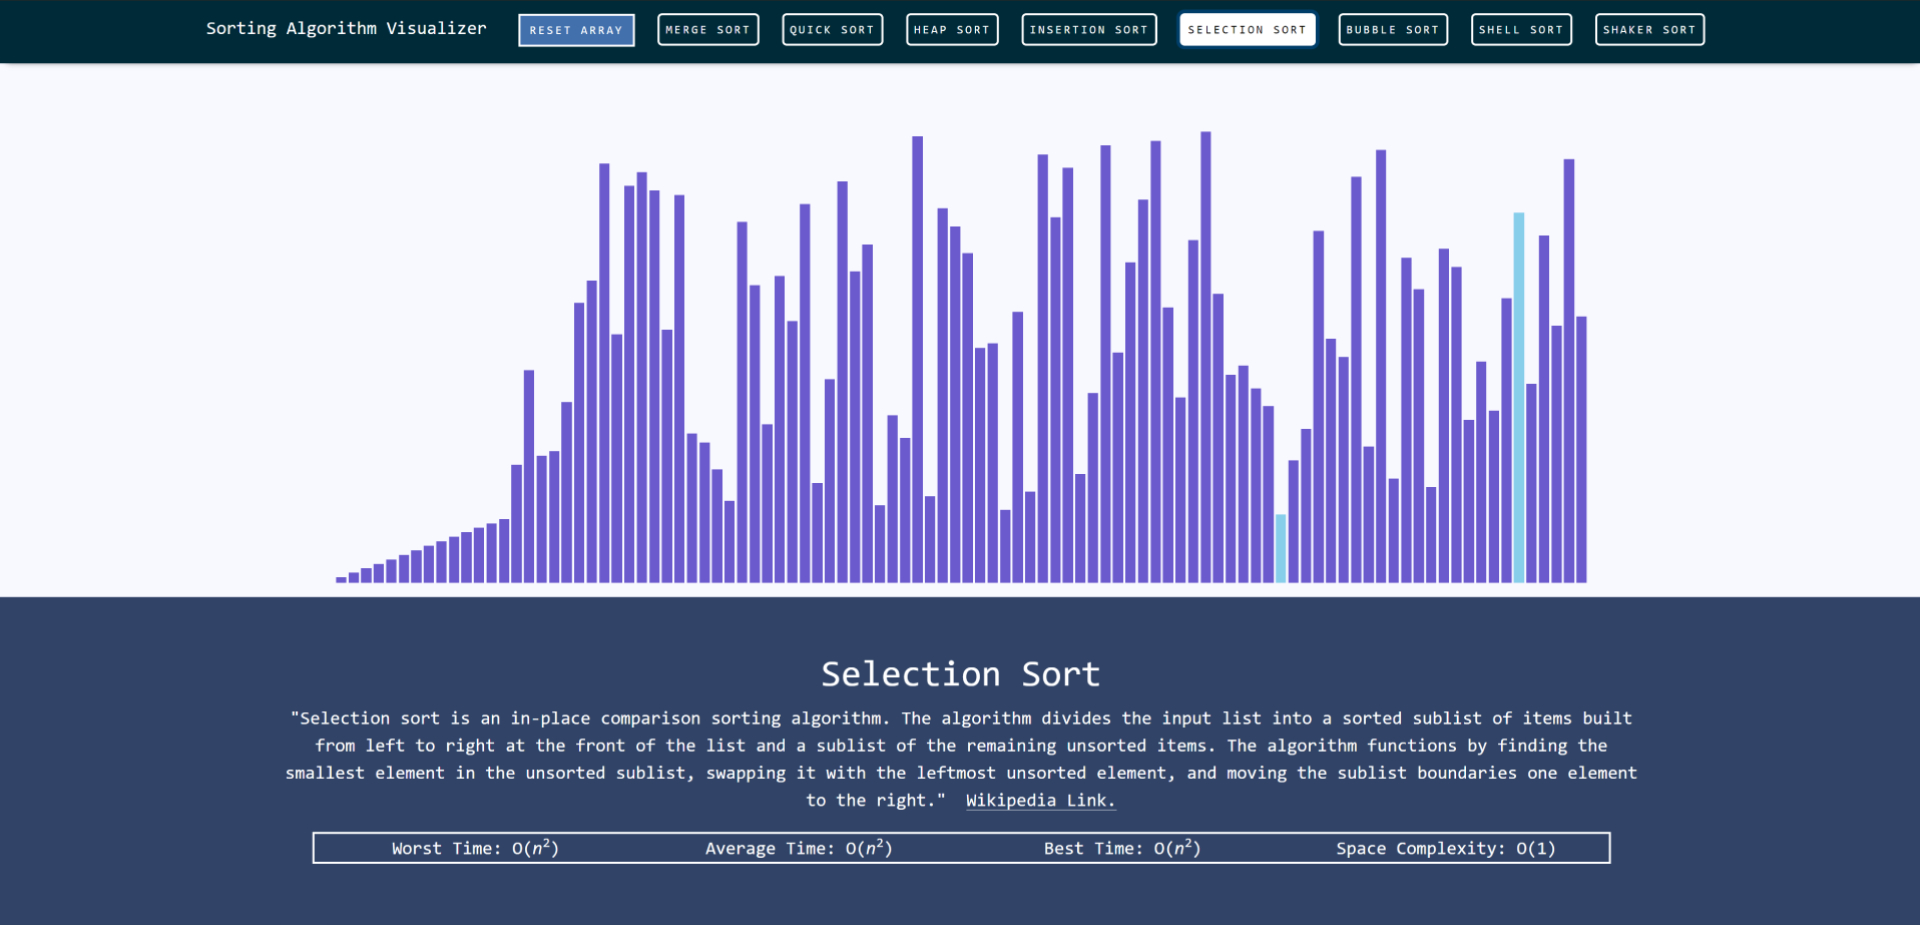 Sorting Algorithm Visualizer RESET ARRAY MERGE SORT QUICK SORT HEAP SORT INSERTION SORT SELECTION SORT BUBBLE SORT SHELL SORT SHAKER SORT
Selection Sort
"Selection sort is an in-place comparison sorting algorithm. The algorithm divides the input list into a sorted sublist of items built
from left to right at the front of the list and a sublist of the remaining unsorted items. The algorithm functions by finding the
smallest element in the unsorted sublist, swapping it with the leftmost unsorted element, and moving the sublist boundaries one element
to the right." Wikipedia Link.
Worst Time: O(n²) Average Time: O(n²) Best Time: O(n²) Space Complexity: O(1)